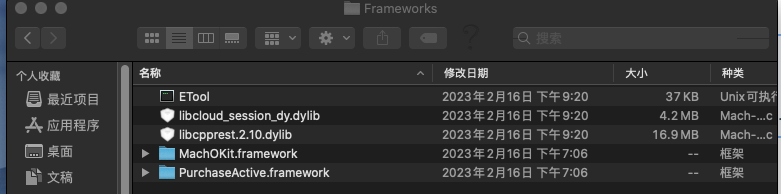 Frameworks
搜索
个人收藏
最近项目
应用程序
桌面
文稿
名称 修改日期 大小 种类
ETool 2023年2月16日 下午9:20 37 KB Unix可执行
libcloud_session_dy.dylib 2023年2月16日 下午9:20 4.2 MB Mach-...c
libcpprest.2.10.dylib 2023年2月16日 下午9:20 16.9 MB Mach-...c
MachOKit.framework 2023年2月16日 下午7:06 -- 框架
PurchaseActive.framework 2023年2月16日 下午7:06 -- 框架